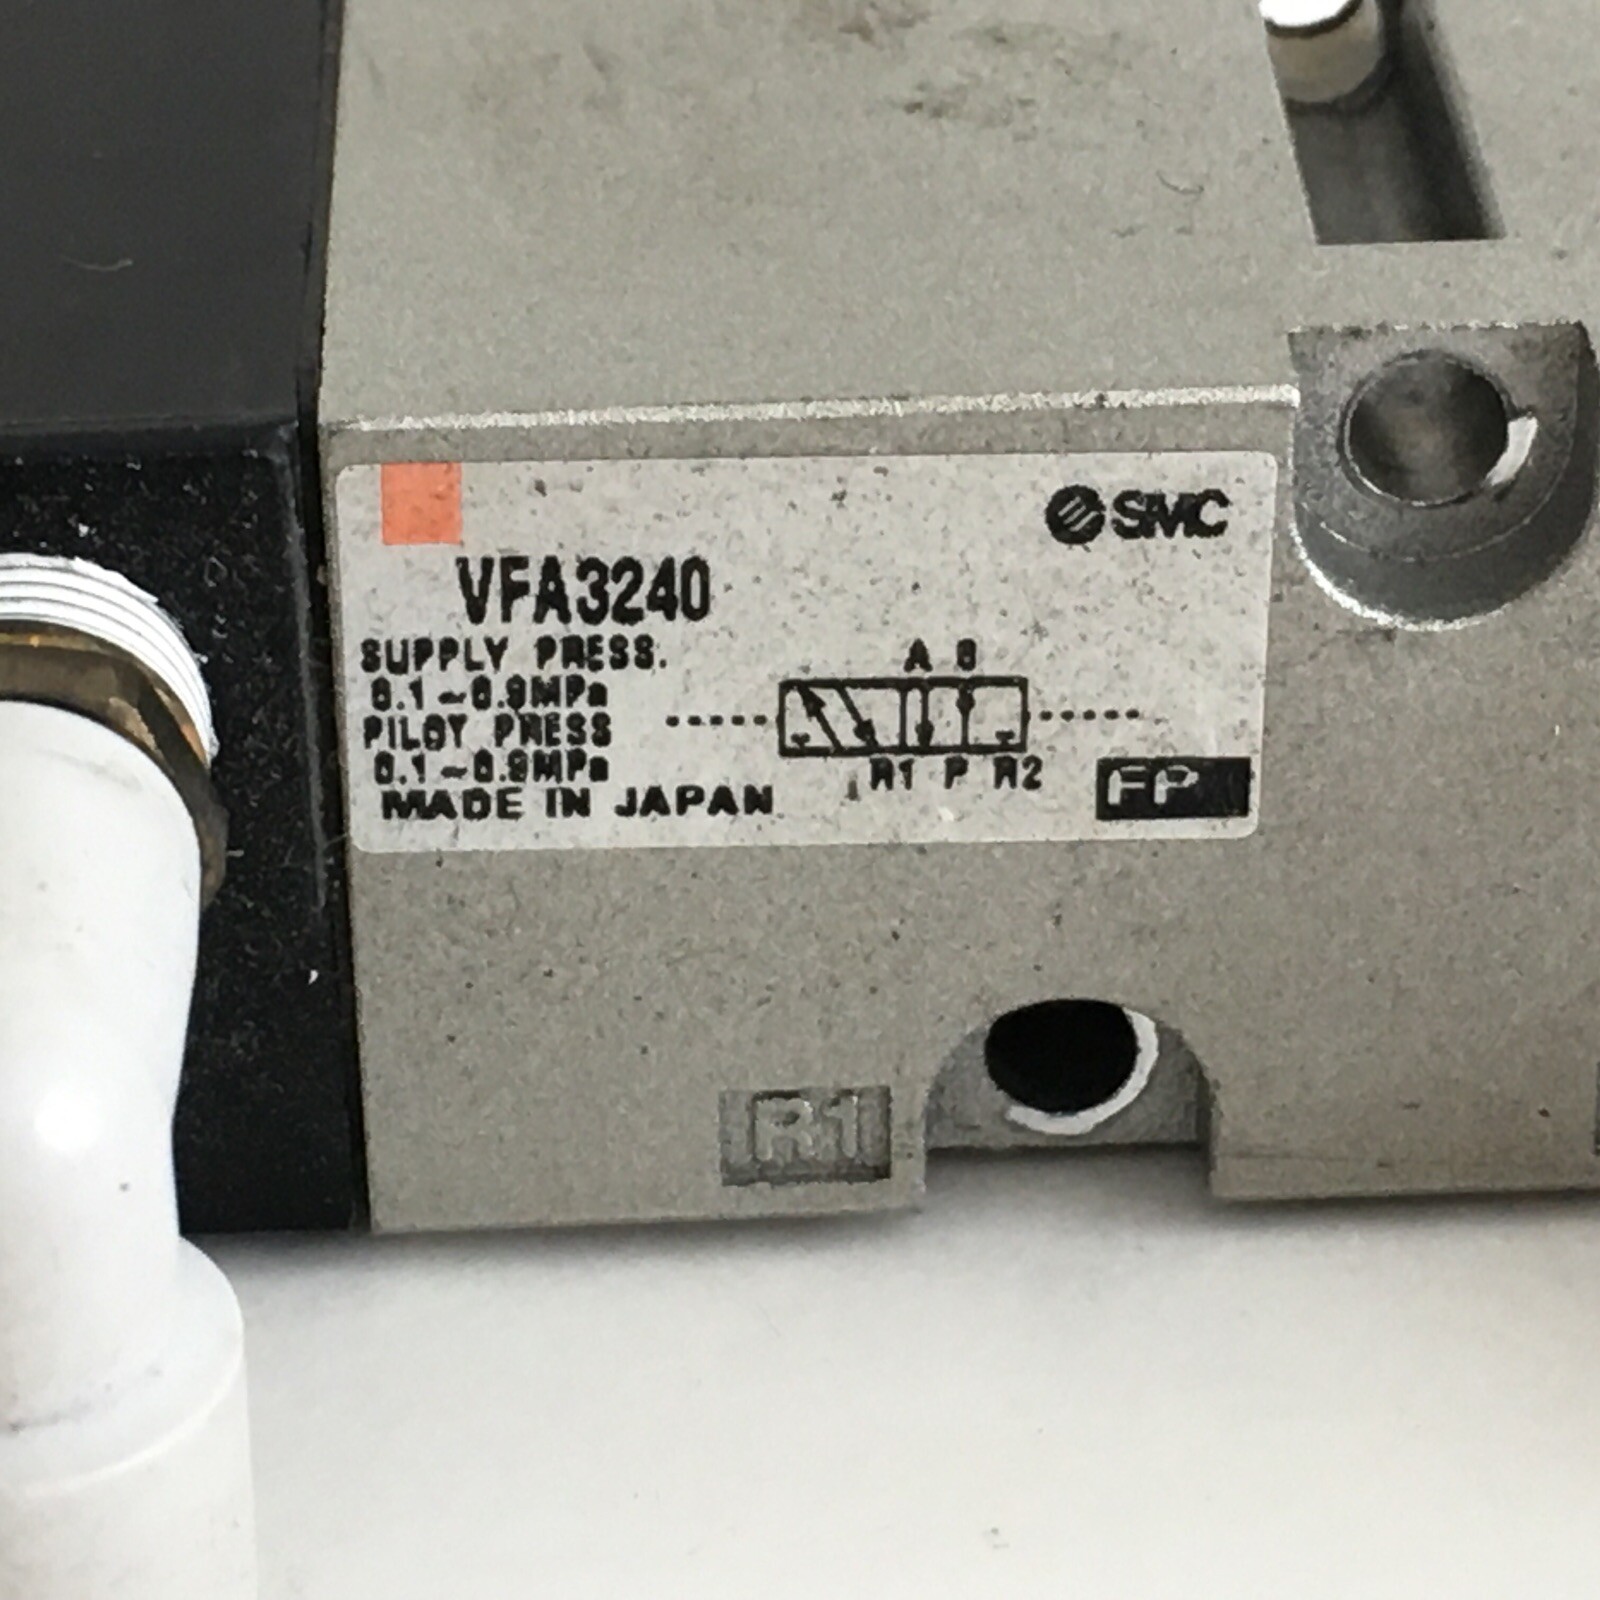 SMC
VFA3240
SUPPLY PRESS.
0.1~0.9MPa
PILOT PRESS
0.1~0.9MPa
MADE IN JAPAN
A B
R1 P R2
FP
R1